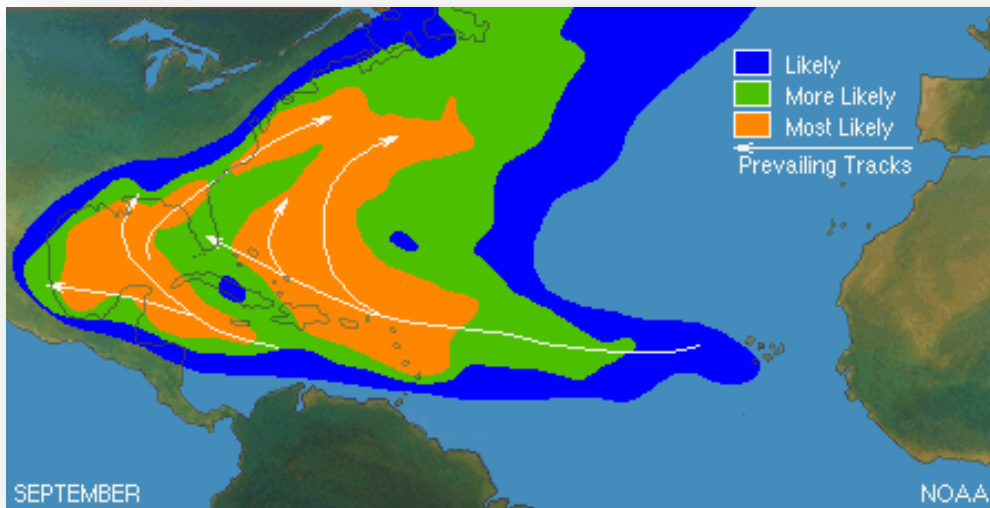 Likely
More Likely
Most Likely
Prevailing Tracks
SEPTEMBER
NOAA